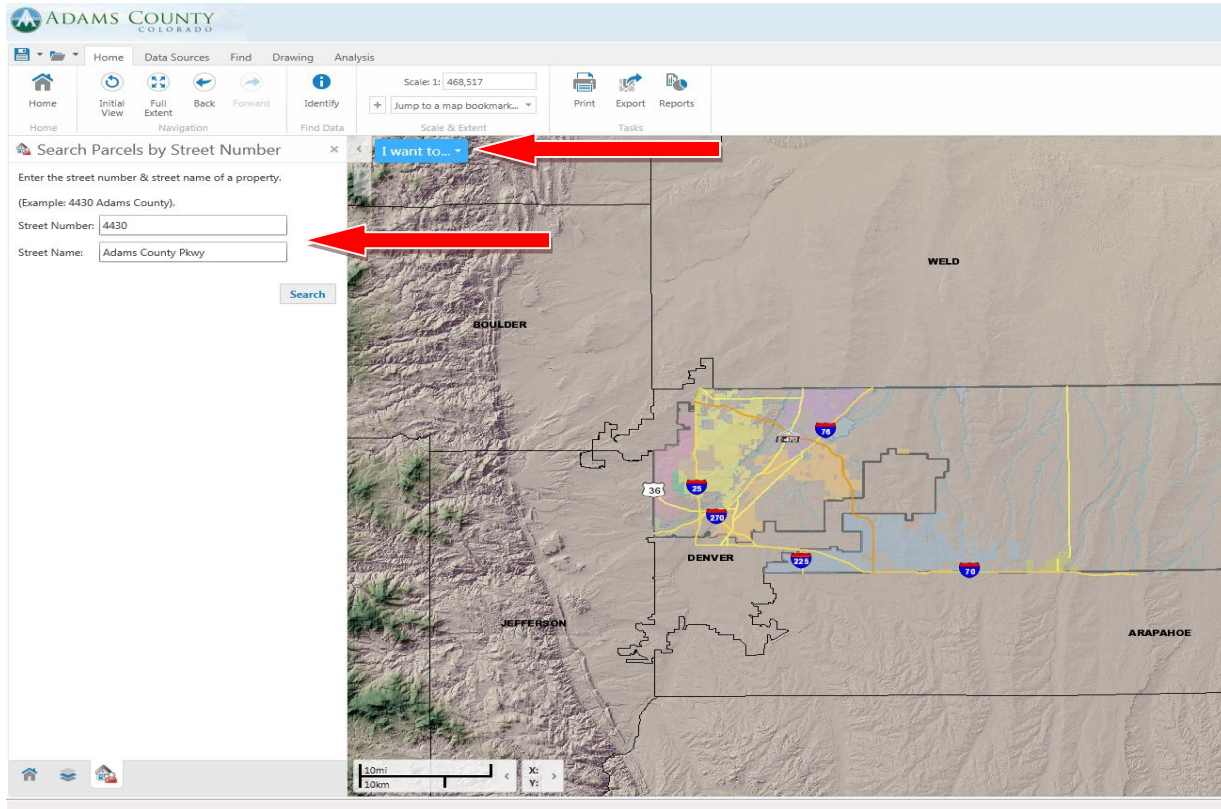 ADAMS COUNTY
COLORADO
Home Data Sources Find Drawing Analysis
Home
Initial View
Full Extent
Back
Forward
Identify
Scale: 1: 468,517
+ Jump to a map bookmark...
Print
Export
Reports
Home
Navigation
Find Data
Scale & Extent
Tasks
Search Parcels by Street Number ×
Enter the street number & street name of a property.
(Example: 4430 Adams County).
Street Number: 4430
Street Name: Adams County Pkwy
Search
I want to...
WELD
BOULDER
76
E-470
36
25
270
DENVER
225
70
JEFFERSON
ARAPAHOE
10mi
10km
X:
Y: